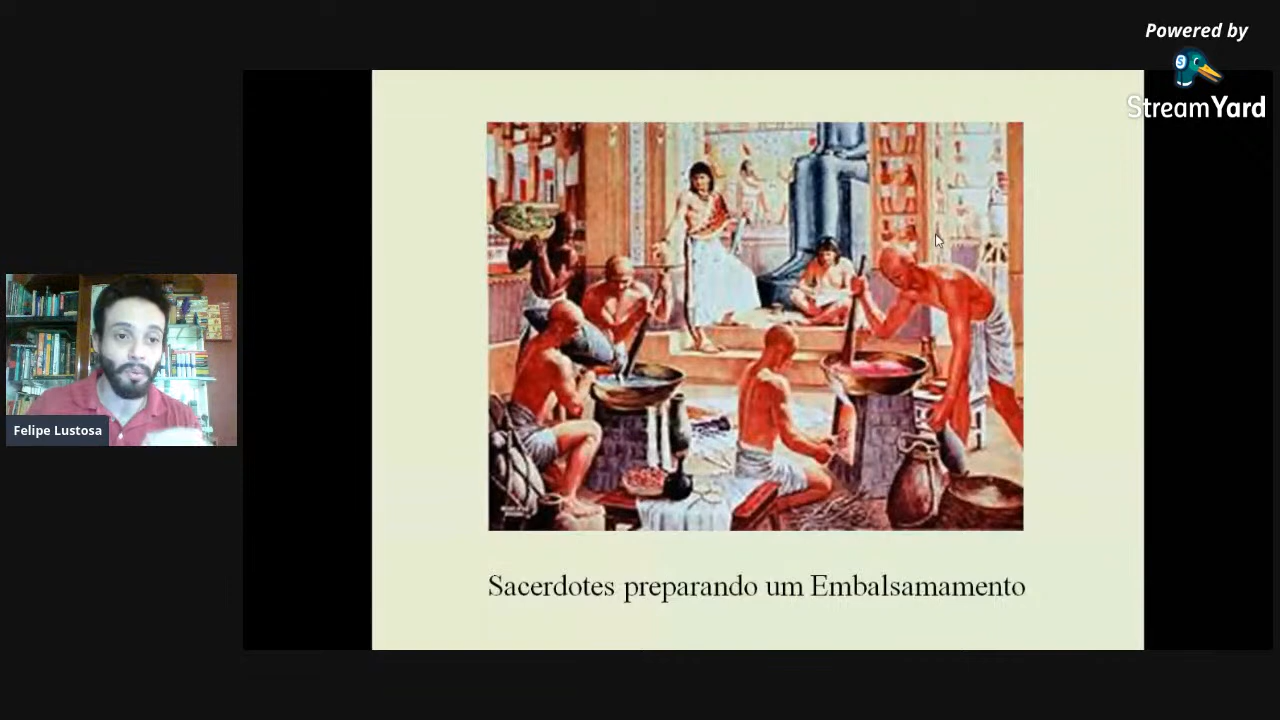 Powered by
StreamYard
Felipe Lustosa
Sacerdotes preparando um Embalsamamento